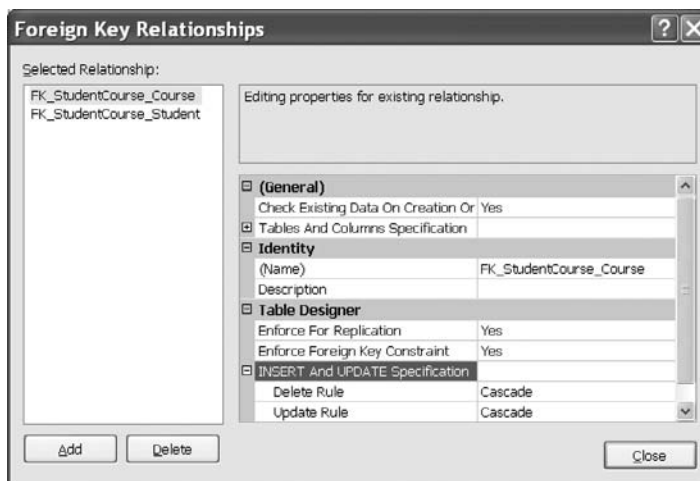 Foreign Key Relationships
Selected Relationship:
FK_StudentCourse_Course
FK_StudentCourse_Student
Editing properties for existing relationship.
(General)
Check Existing Data On Creation Or Yes
Tables And Columns Specification
Identity
(Name) FK_StudentCourse_Course
Description
Table Designer
Enforce For Replication Yes
Enforce Foreign Key Constraint Yes
INSERT And UPDATE Specification
Delete Rule Cascade
Update Rule Cascade
Add Delete Close